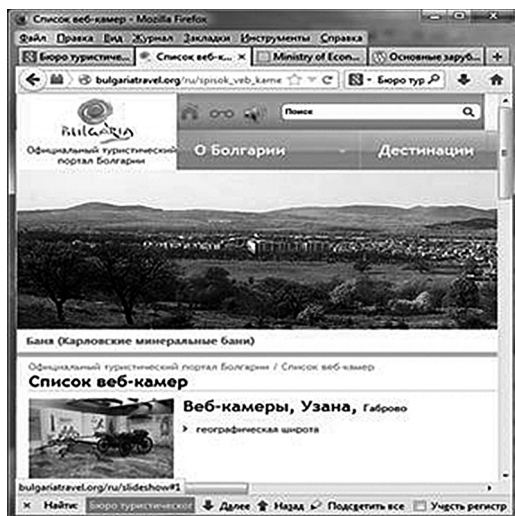 Список веб-камер - Mozilla Firefox
Файл Правка Вид Журнал Закладки Инструменты Справка
Бюро туристиче... Список веб-к... Ministry of Econ... Основные заруб...
bulgariatravel.org/ru/spisok_veb_kame Бюро тур
BULGARIA
Официальный туристический
портал Болгарии
Поиск
О Болгарии Дестинации
Баня (Карловские минеральные бани)
Официальный туристический портал Болгарии / Список веб-камер
Список веб-камер
Веб-камеры, Узана, Габрово
географическая широта
bulgariatravel.org/ru/slideshow#1
Найти: Бюро туристическог Далее Назад Подсветить все Учесть регистр